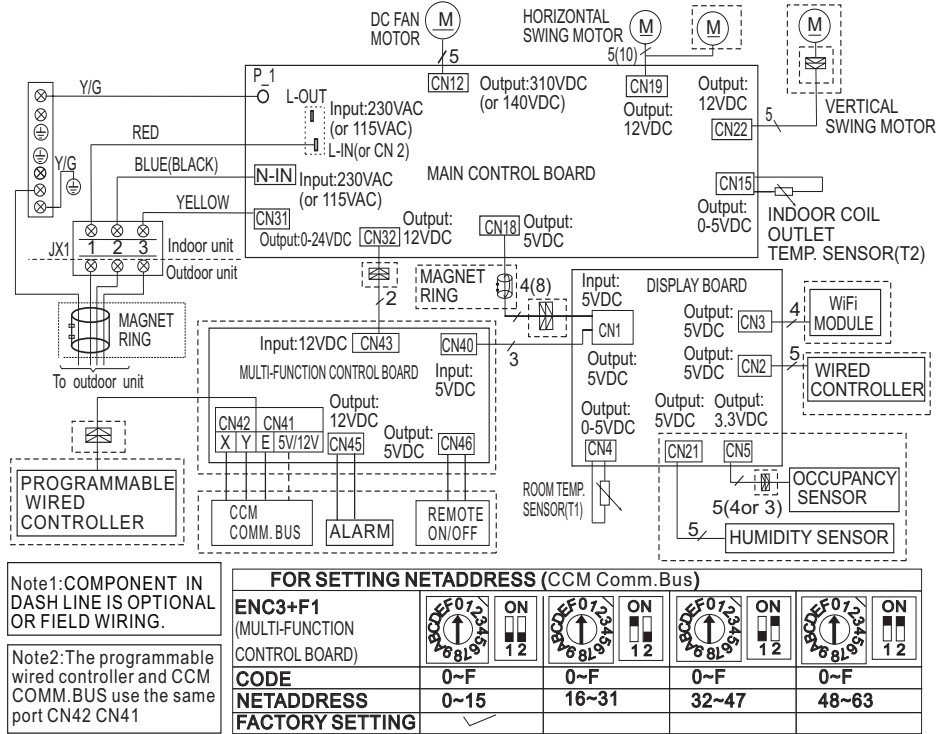 DC FAN
MOTOR
M
5
HORIZONTAL
SWING MOTOR
M
M
5(10)
M
VERTICAL
SWING MOTOR
5
Y/G
P_1
L-OUT
Input:230VAC
(or 115VAC)
L-IN(or CN 2)
CN12
Output:310VDC
(or 140VDC)
CN19
Output:
12VDC
Output:
12VDC
CN22
RED
BLUE(BLACK)
N-IN
Input:230VAC
(or 115VAC)
MAIN CONTROL BOARD
CN15
Output:
0-5VDC
INDOOR COIL
OUTLET
TEMP. SENSOR(T2)
Y/G
YELLOW
CN31
Output:0-24VDC
CN32
Output:
12VDC
CN18
Output:
5VDC
JX1
1 2 3
Indoor unit
Outdoor unit
MAGNET
RING
To outdoor unit
2
MAGNET
RING
4(8)
3
Input:
5VDC
DISPLAY BOARD
CN1
Output:
5VDC
Output:
5VDC
CN3
4
WiFi
MODULE
Output:
5VDC
CN2
5
WIRED
CONTROLLER
Input:12VDC
CN43
CN40
Input:
5VDC
MULTI-FUNCTION CONTROL BOARD
CN42 CN41
X Y E 5V/12V
Output:
12VDC
CN45
Output:
5VDC
CN46
Output:
0-5VDC
CN4
Output:
5VDC
CN21
Output:
3.3VDC
CN5
ROOM TEMP.
SENSOR(T1)
5(4or 3)
OCCUPANCY
SENSOR
5
HUMIDITY SENSOR
PROGRAMMABLE
WIRED
CONTROLLER
CCM
COMM. BUS
ALARM
REMOTE
ON/OFF
Note1:COMPONENT IN
DASH LINE IS OPTIONAL
OR FIELD WIRING.
Note2:The programmable
wired controller and CCM
COMM.BUS use the same
port CN42 CN41
FOR SETTING NETADDRESS (CCM Comm.Bus)
ENC3+F1
(MULTI-FUNCTION
CONTROL BOARD)
0123456789ABCDEF
ON
1 2
0123456789ABCDEF
ON
1 2
0123456789ABCDEF
ON
1 2
0123456789ABCDEF
ON
1 2
CODE 0~F 0~F 0~F 0~F
NETADDRESS 0~15 16~31 32~47 48~63
FACTORY SETTING